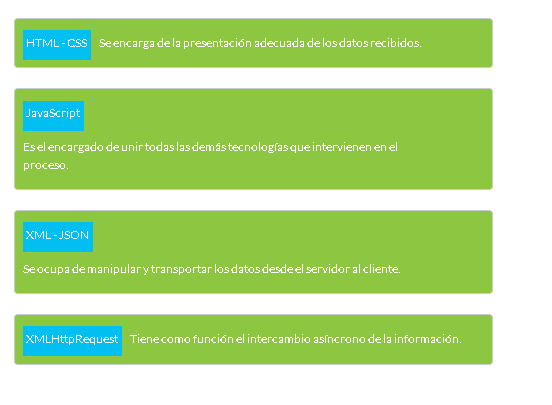 HTML - CSS Se encarga de la presentación adecuada de los datos recibidos.
JavaScript
Es el encargado de unir todas las demás tecnologías que intervienen en el
proceso.
XML - JSON
Se ocupa de manipular y transportar los datos desde el servidor al cliente.
XMLHttpRequest Tiene como función el intercambio asíncrono de la información.